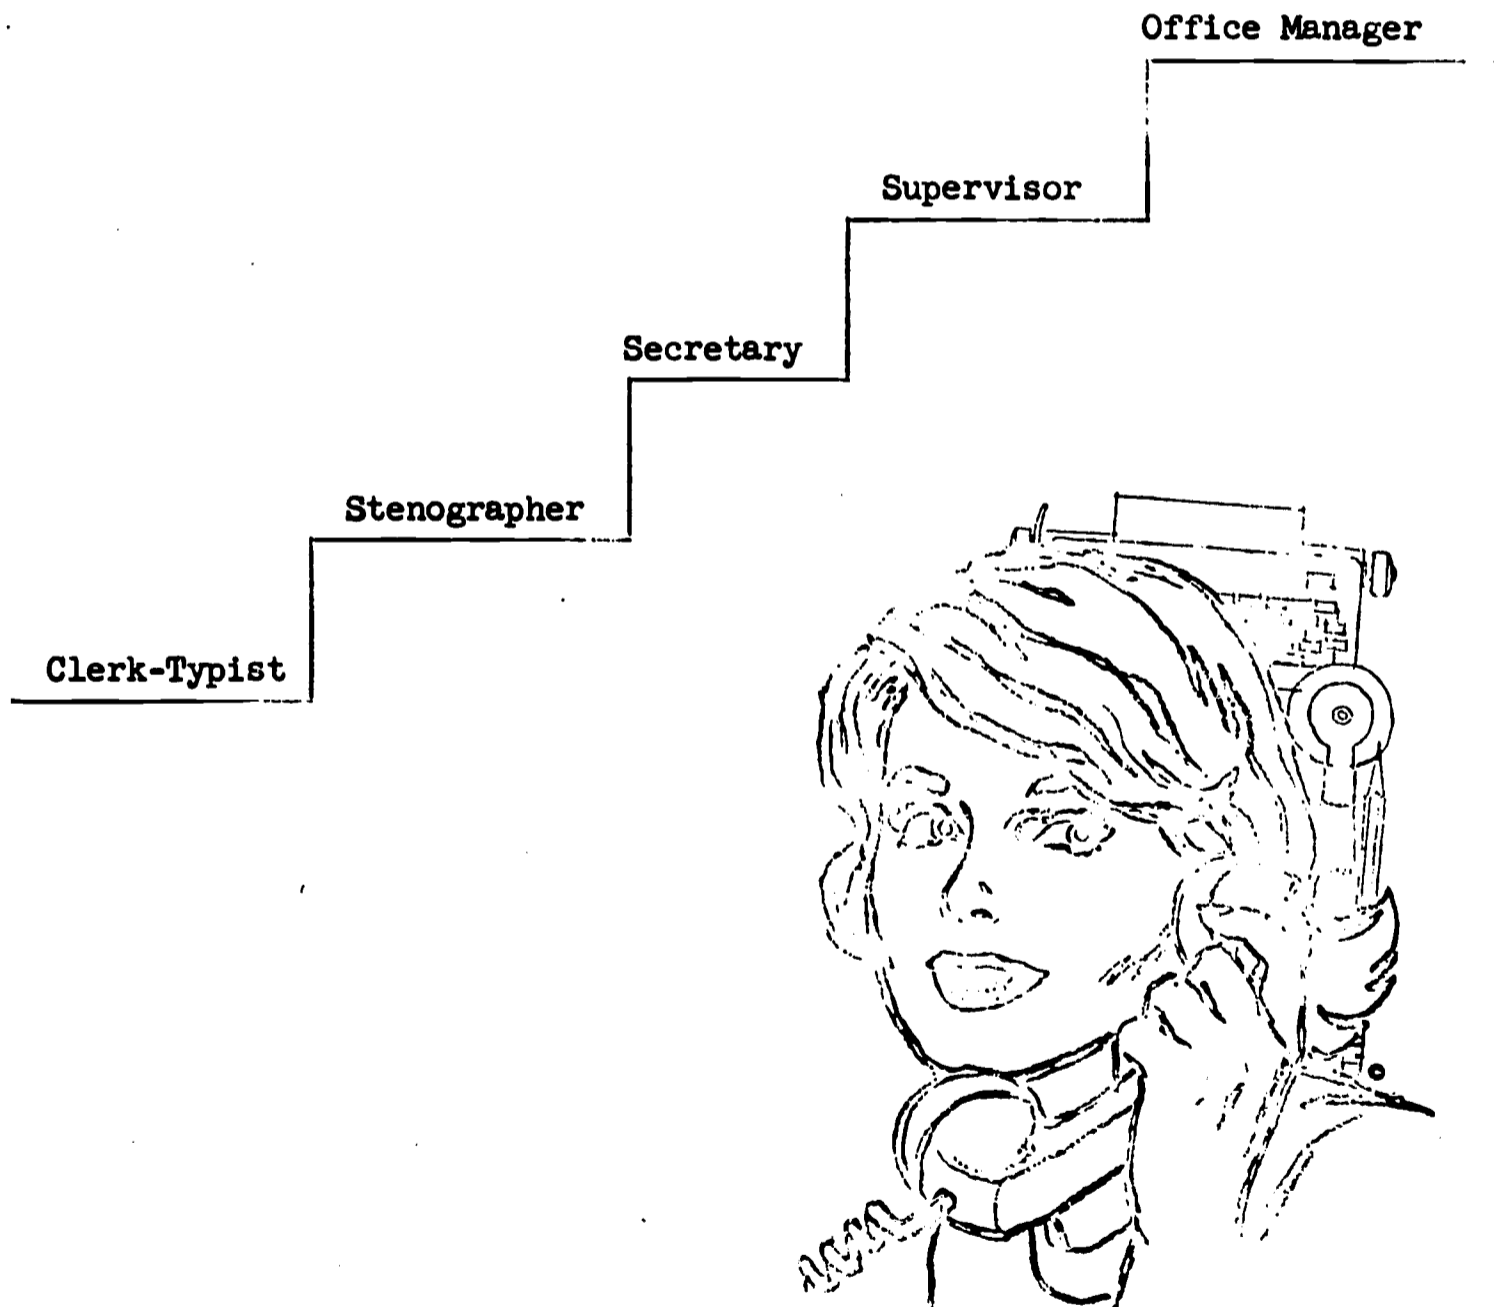 Office Manager
Supervisor
Secretary
Stenographer
Clerk-Typist